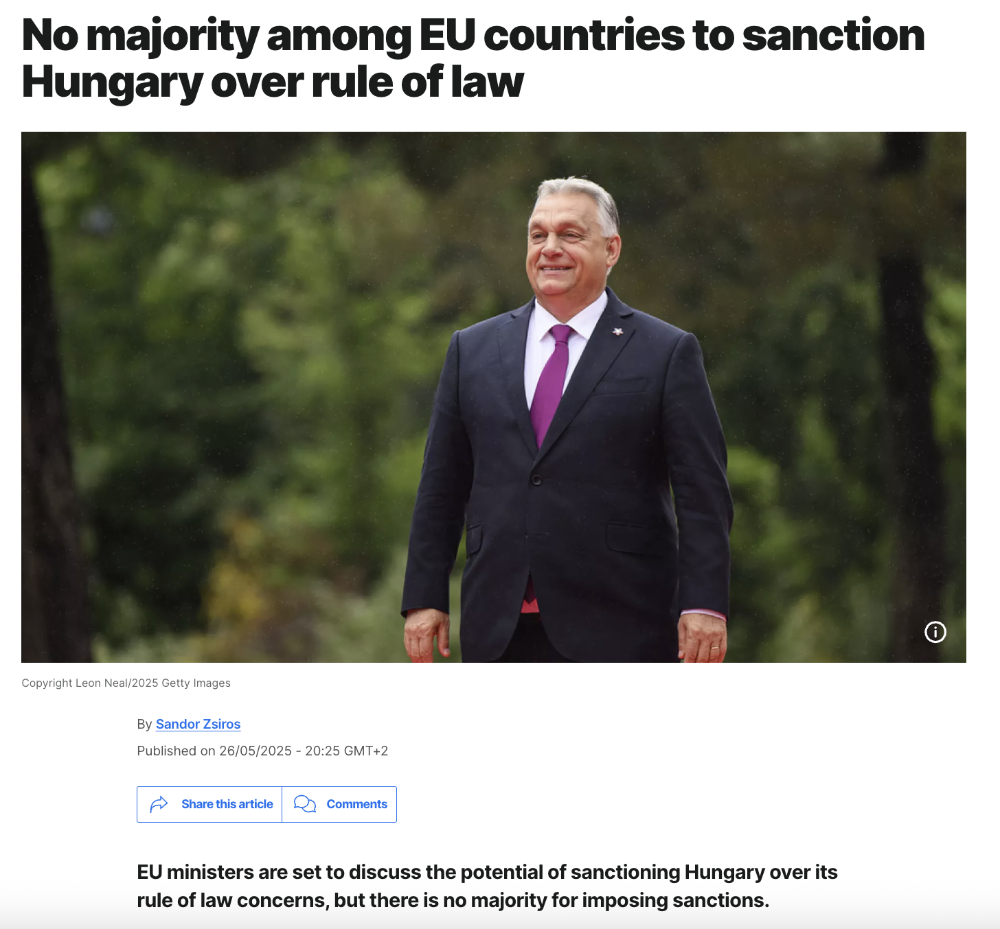 No majority among EU countries to sanction
Hungary over rule of law
Copyright Leon Neal/2025 Getty Images
By Sandor Zsiros
Published on 26/05/2025 - 20:25 GMT+2
Share this article
Comments
EU ministers are set to discuss the potential of sanctioning Hungary over its
rule of law concerns, but there is no majority for imposing sanctions.